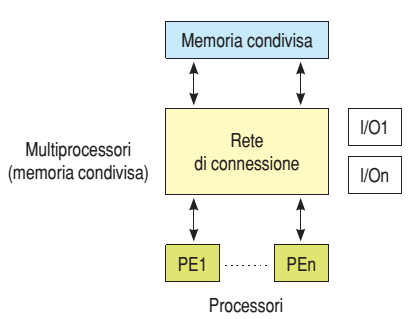 Memoria condivisa
Multiprocessori
(memoria condivisa)
Rete
di connessione
I/O1
I/On
PE1
PEn
Processori